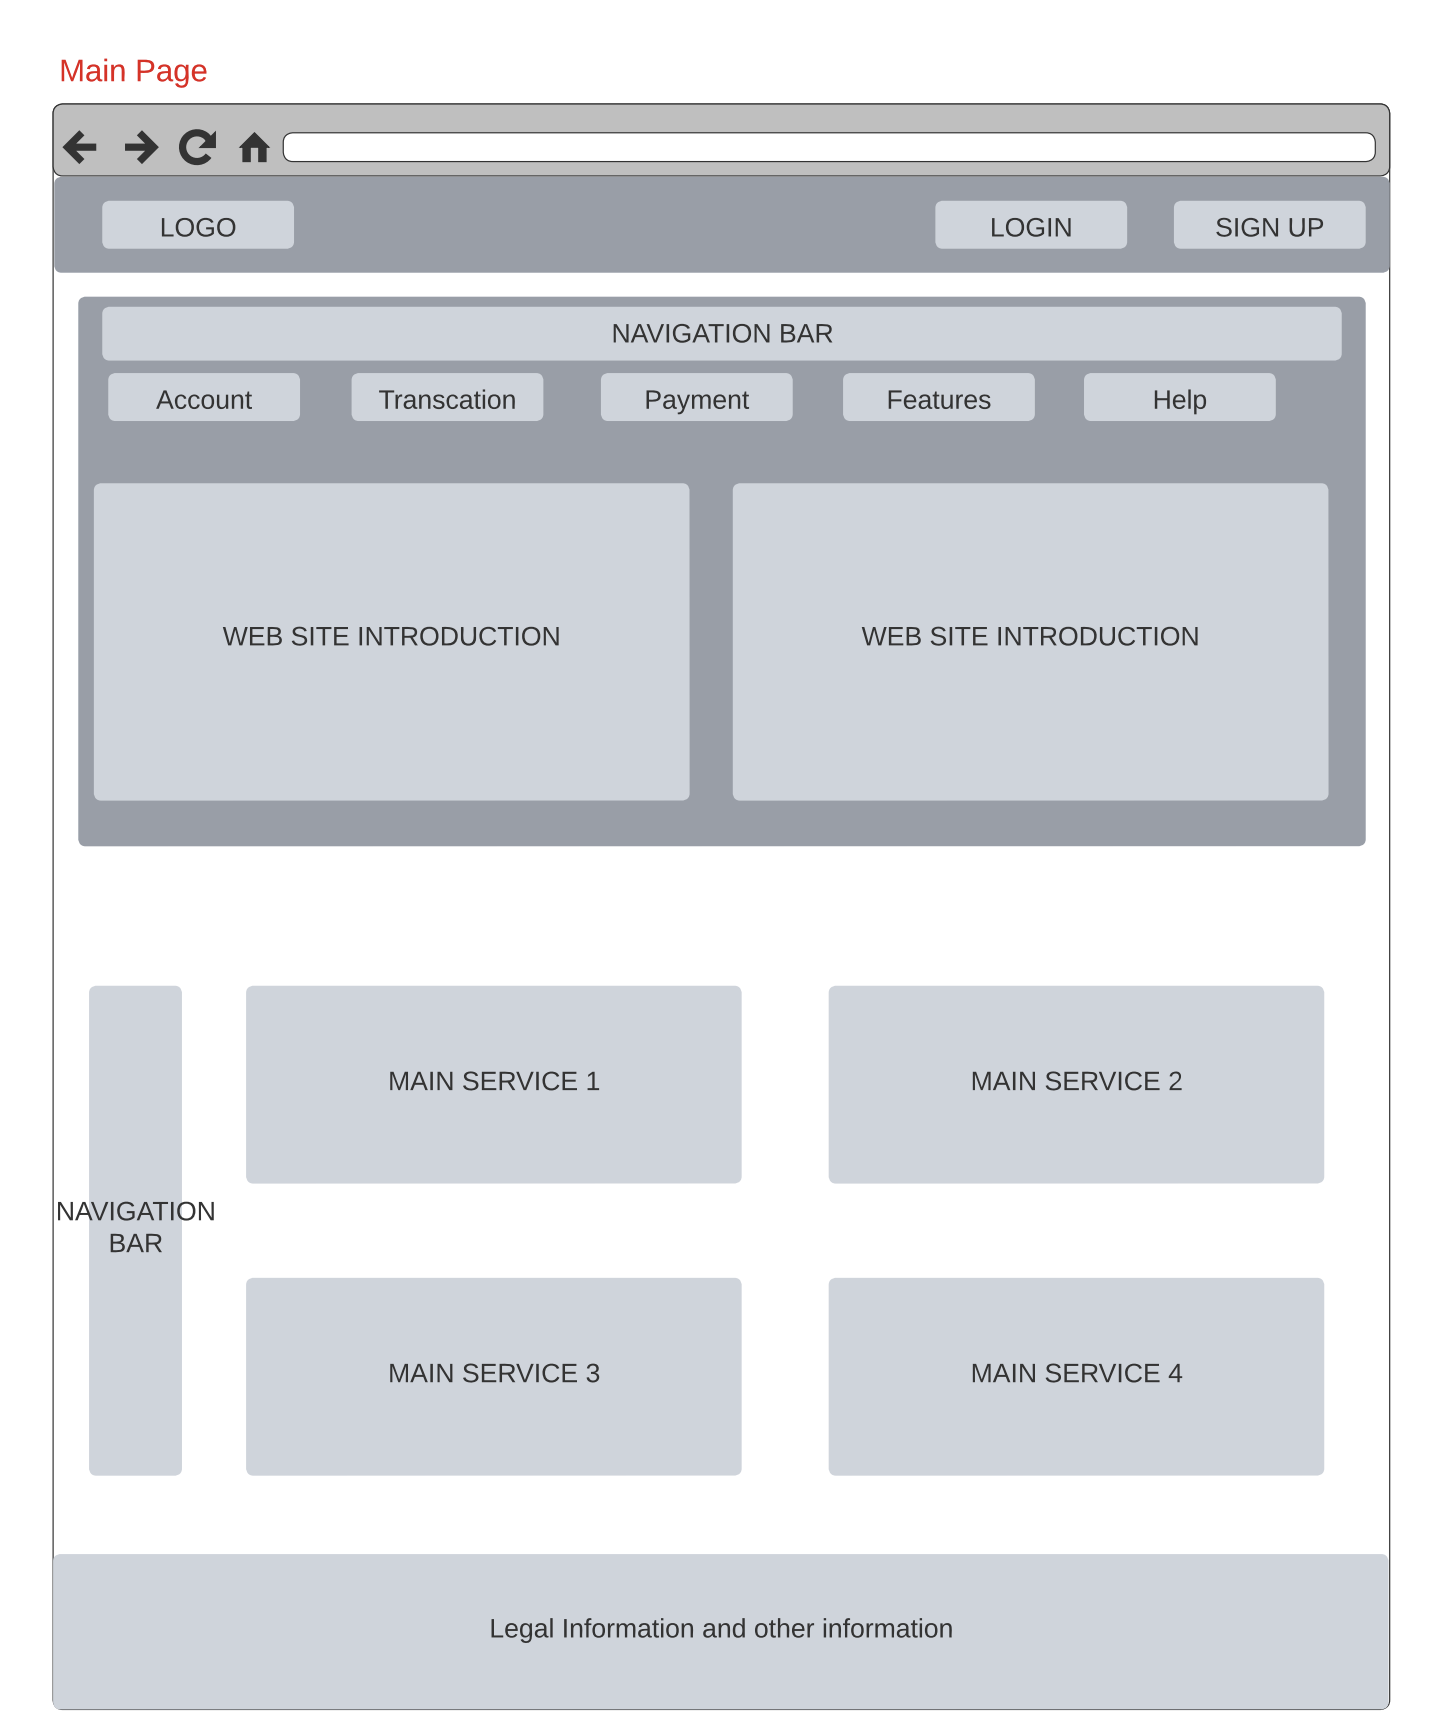 Main Page
LOGO
LOGIN
SIGN UP
NAVIGATION BAR
Account
Transcation
Payment
Features
Help
WEB SITE INTRODUCTION
WEB SITE INTRODUCTION
MAIN SERVICE 1
MAIN SERVICE 2
NAVIGATION
BAR
MAIN SERVICE 3
MAIN SERVICE 4
Legal Information and other information